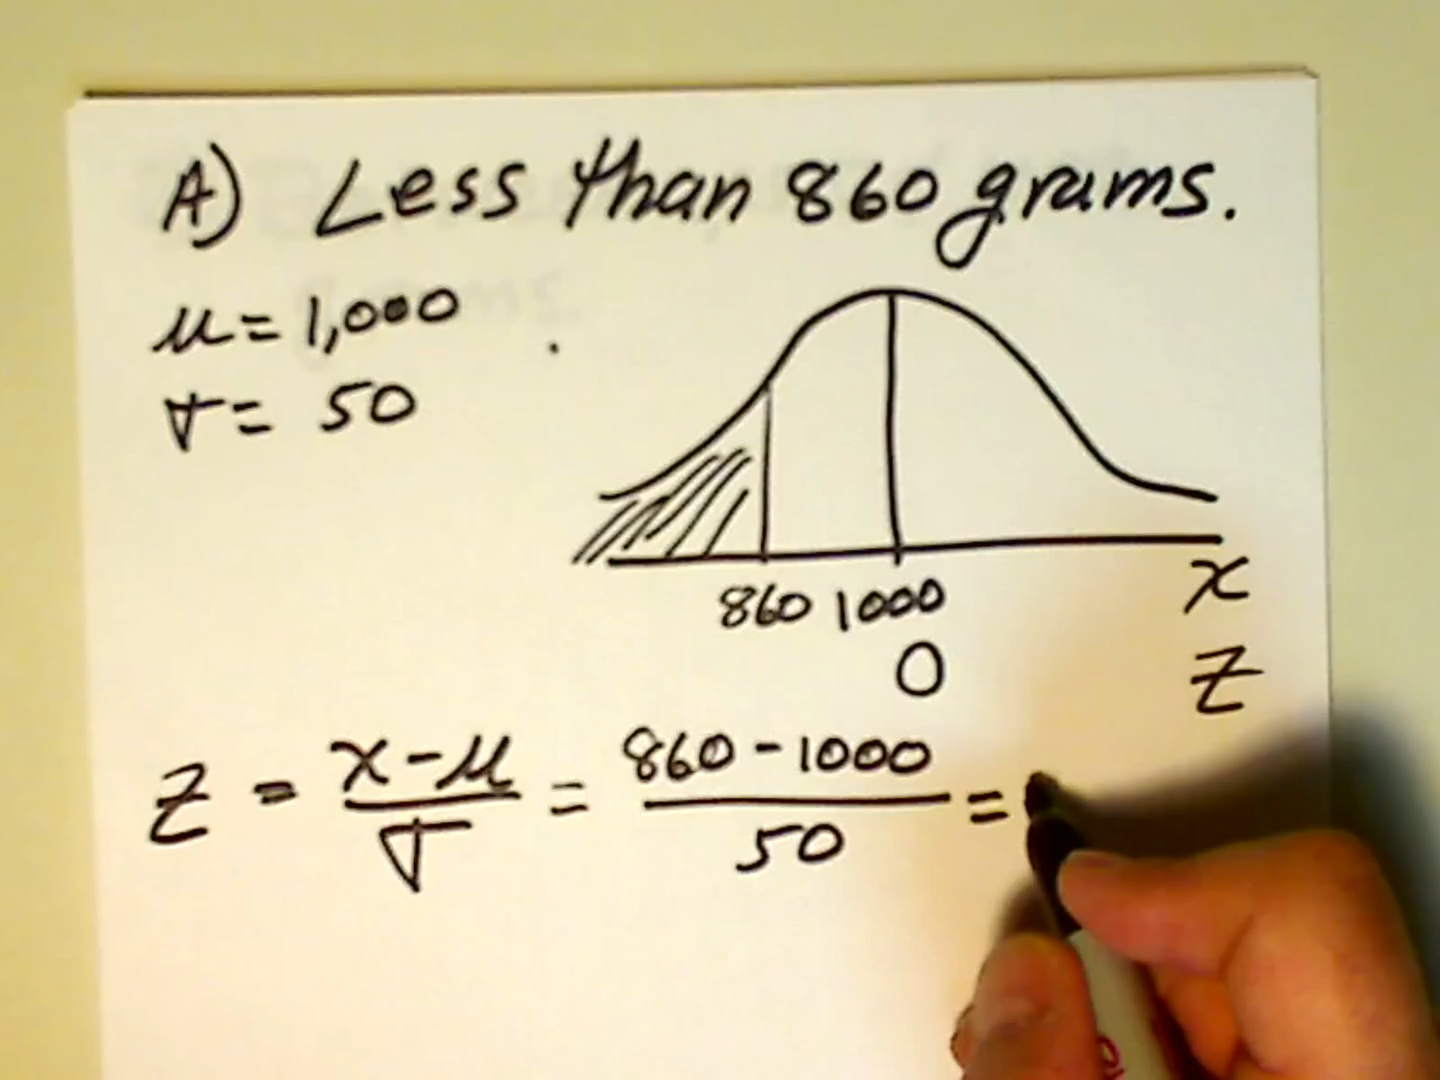 A) Less than 860 grams.
μ = 1,000
σ = 50
860 1000 x
0 z
z = x-μ/σ = 860-1000/50 =